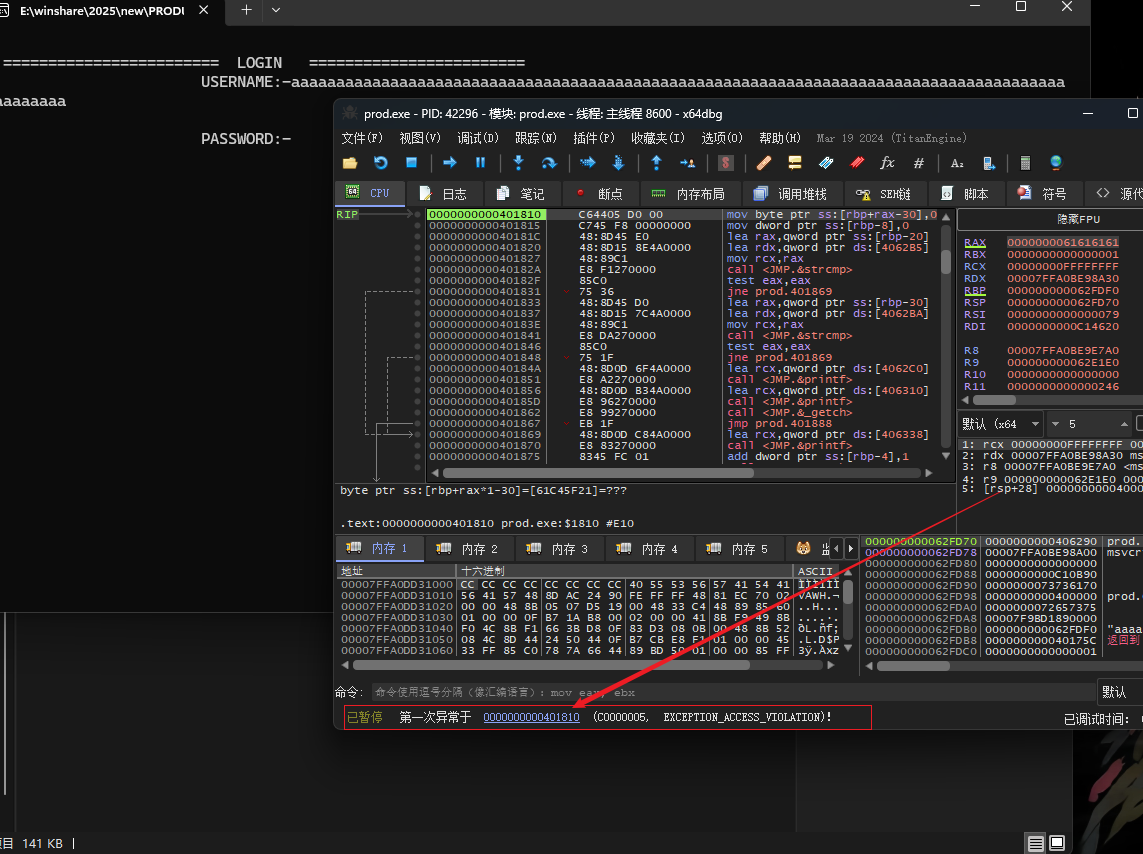 E:\winshare\2025\new\PRODU
======================== LOGIN ========================
USERNAME:-aaaaaaaaaaaaaaaaaaaaaaaaaaaaaaaaaaaaaaaaaaaaaaaaaaaaaaaaaaaaaaaaaaaaaaaaaaaaaaaaaaaaaa
aaaaaaaa
PASSWORD:-
prod.exe - PID: 42296 - 模块: prod.exe - 线程: 主线程 8600 - x64dbg
文件(F) 视图(V) 调试(D) 跟踪(N) 插件(P) 收藏夹(I) 选项(O) 帮助(H) Mar 19 2024 (TitanEngine)
CPU 日志 笔记 断点 内存布局 调用堆栈 SEH链 脚本 符号 源代
RIP
0000000000401810 C64405 D0 00 mov byte ptr ss:[rbp+rax-30],0
0000000000401815 C745 F8 00000000 mov dword ptr ss:[rbp-8],0
000000000040181C 48:8D45 E0 lea rax,qword ptr ss:[rbp-20]
0000000000401820 48:8D15 8E4A0000 lea rdx,qword ptr ds:[4062B5]
0000000000401827 48:89C1 mov rcx,rax
000000000040182A E8 F1270000 call <JMP.&strcmp>
000000000040182F 85C0 test eax,eax
0000000000401831 75 36 jne prod.401869
0000000000401833 48:8D45 D0 lea rax,qword ptr ss:[rbp-30]
0000000000401837 48:8D15 7C4A0000 lea rdx,qword ptr ds:[4062BA]
000000000040183E 48:89C1 mov rcx,rax
0000000000401841 E8 DA270000 call <JMP.&strcmp>
0000000000401846 85C0 test eax,eax
0000000000401848 75 1F jne prod.401869
000000000040184A 48:8D0D 6F4A0000 lea rcx,qword ptr ds:[4062C0]
0000000000401851 E8 A2270000 call <JMP.&printf>
0000000000401856 48:8D0D B34A0000 lea rcx,qword ptr ds:[406310]
000000000040185D E8 96270000 call <JMP.&printf>
0000000000401862 E8 99270000 call <JMP.&_getch>
0000000000401867 EB 1F jmp prod.401888
0000000000401869 48:8D0D C84A0000 lea rcx,qword ptr ds:[406338]
0000000000401870 E8 83270000 call <JMP.&printf>
0000000000401875 8345 FC 01 add dword ptr ss:[rbp-4],1
隐藏FPU
RAX 0000000061616161
RBX 0000000000000001
RCX 00000000FFFFFFFF
RDX 00007FFA0BE98A30
RBP 000000000062FDF0
RSP 000000000062FD70
RSI 0000000000000079
RDI 0000000000C14620
R8 00007FFA0BE9E7A0
R9 000000000062E1E0
R10 0000000000000000
R11 0000000000000246
默认 (x64 5
1: rcx 00000000FFFFFFFF 00
2: rdx 00007FFA0BE98A30 ms
3: r8 00007FFA0BE9E7A0 <ms
4: r9 000000000062E1E0 000
5: [rsp+28] 00000000004000
byte ptr ss:[rbp+rax*1-30]=[61C45F21]=???
.text:0000000000401810 prod.exe:$1810 #E10
内存 1 内存 2 内存 3 内存 4 内存 5
地址 十六进制 ASCII
00007FFA0DD31000 CC CC CC CC CC CC CC CC 40 55 53 56 57 41 54 41
00007FFA0DD31010 56 41 57 48 8D AC 24 90 FE FF FF 48 81 EC 70 02
00007FFA0DD31020 00 00 48 8B 05 07 D5 19 00 48 33 C4 48 89 85 60
00007FFA0DD31030 01 00 00 0F B7 1A B8 00 02 00 00 41 8B F9 49 8B
00007FFA0DD31040 F0 4C 8B F1 66 3B D8 0F 83 D3 08 0B 00 48 8B 52
00007FFA0DD31050 08 4C 8D 44 24 50 44 0F B7 CB E8 F1 01 00 00 45
00007FFA0DD31060 33 FF 85 C0 78 7A 66 44 89 BD 50 01 00 00 85 FF
000000000062FD70 0000000000406290 prod.
000000000062FD78 00007FFA0BE98A00 msvcr
000000000062FD80 0000000000000000
000000000062FD88 0000000000C10B90
000000000062FD90 0000000073736170
000000000062FD98 0000000000400000 prod.
000000000062FDA0 0000000072657375
000000000062FDA8 00007F9BD1890000
000000000062FDB0 000000000062FDF0 "aaaa
000000000062FDB8 000000000040175C 返回到
000000000062FDC0 0000000000000001
命令: 命令使用逗号分隔（像汇编语言）: mov eax, ebx 默认
已暂停 第一次异常于 0000000000401810 (C0000005, EXCEPTION_ACCESS_VIOLATION)! 已调试时间:
项目 141 KB